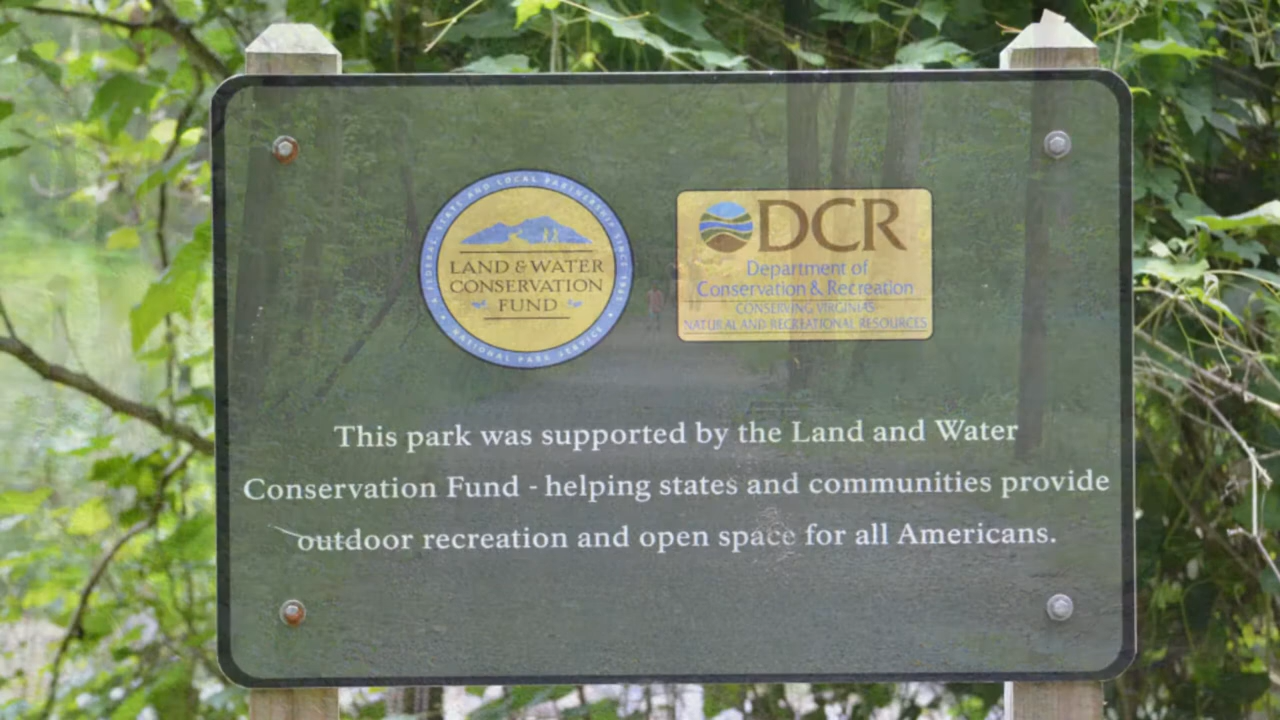 FEDERAL, STATE AND LOCAL PARTNERSHIP SINCE 1965
LAND & WATER
CONSERVATION
FUND
NATIONAL PARK SERVICE
DCR
Department of
Conservation & Recreation
CONSERVING VIRGINIA'S
NATURAL AND RECREATIONAL RESOURCES
This park was supported by the Land and Water
Conservation Fund - helping states and communities provide
outdoor recreation and open space for all Americans.